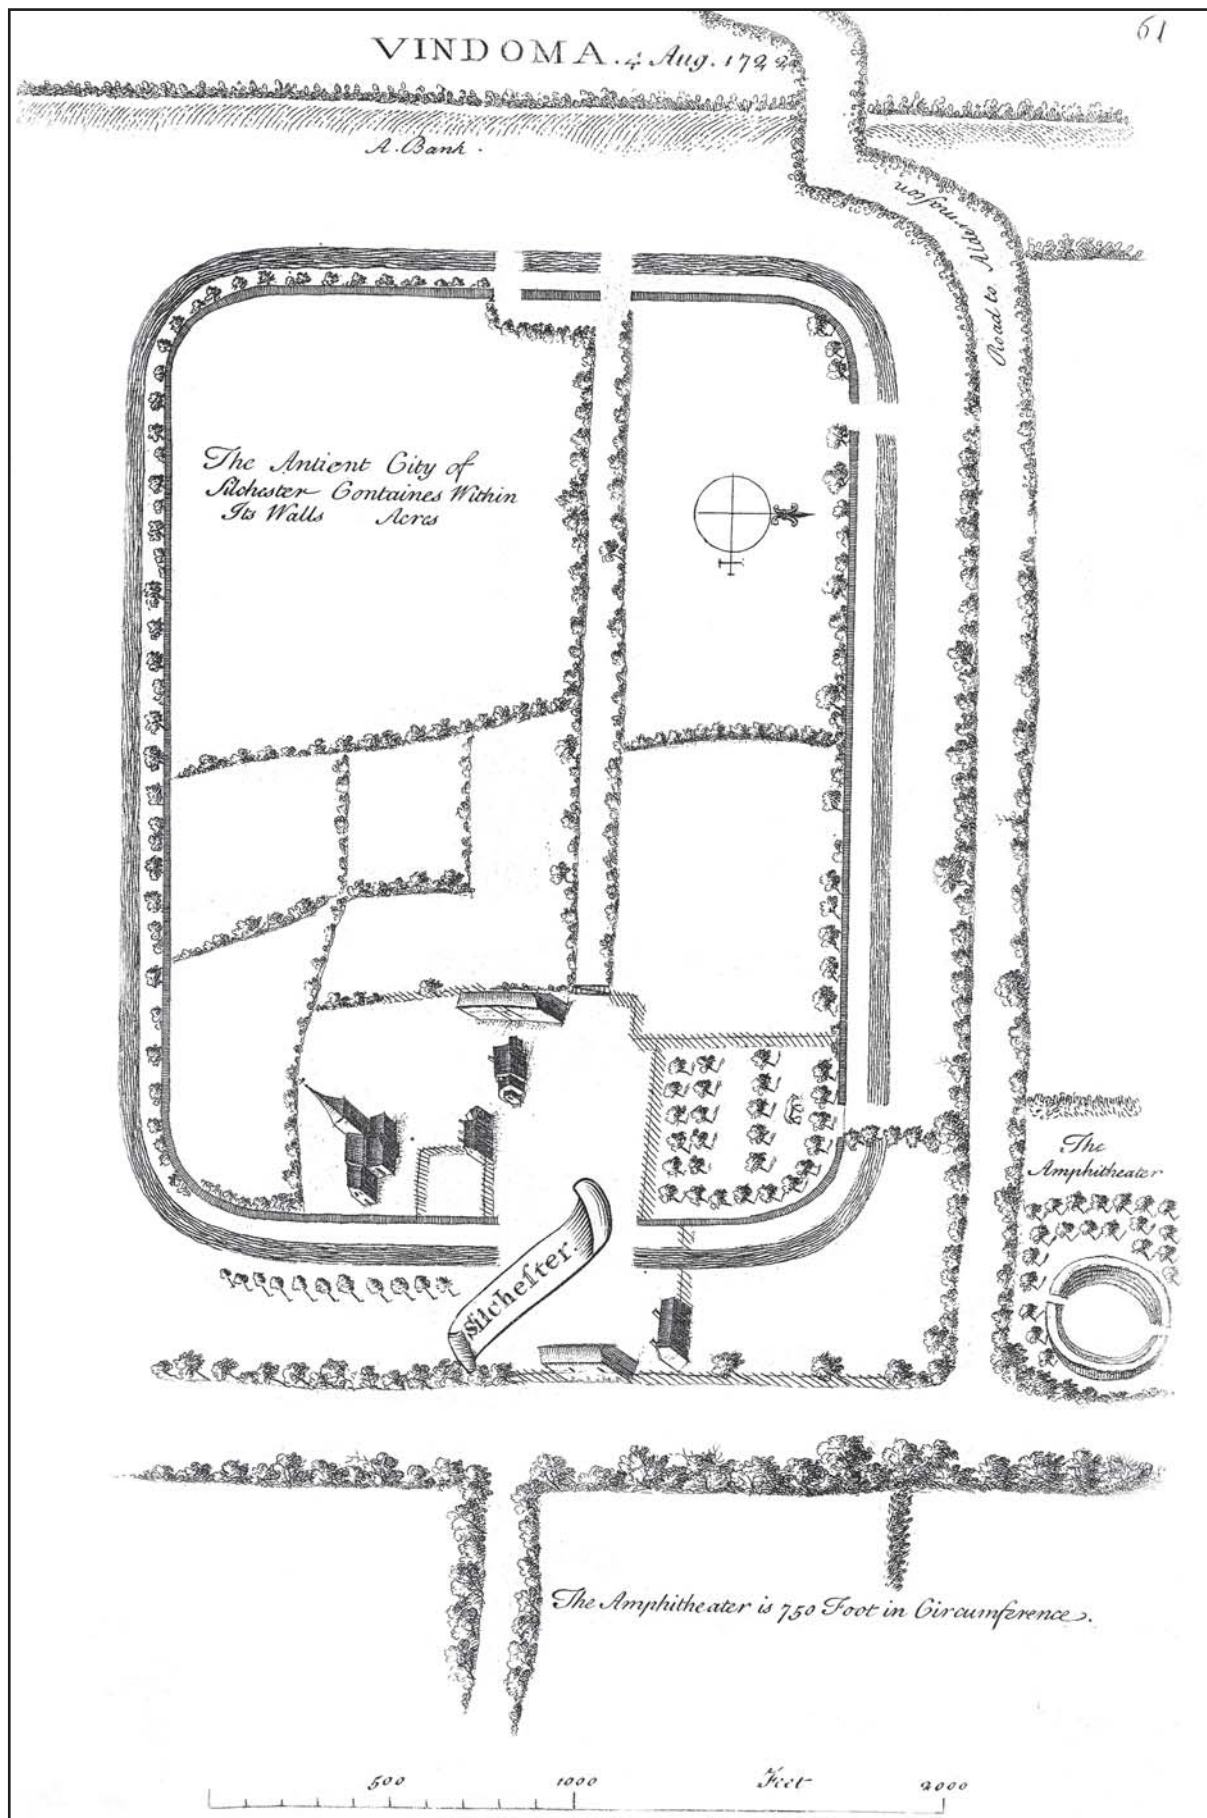 61
VINDOMA. 4 Aug. 1722
A. Bank.
Road to Aldermaſton
The Antient City of
Silchester Containes Within
Its Walls Acres
The
Amphitheater
Silcheſter.
The Amphitheater is 750 Foot in Circumference.
500 1000 Feet 2000